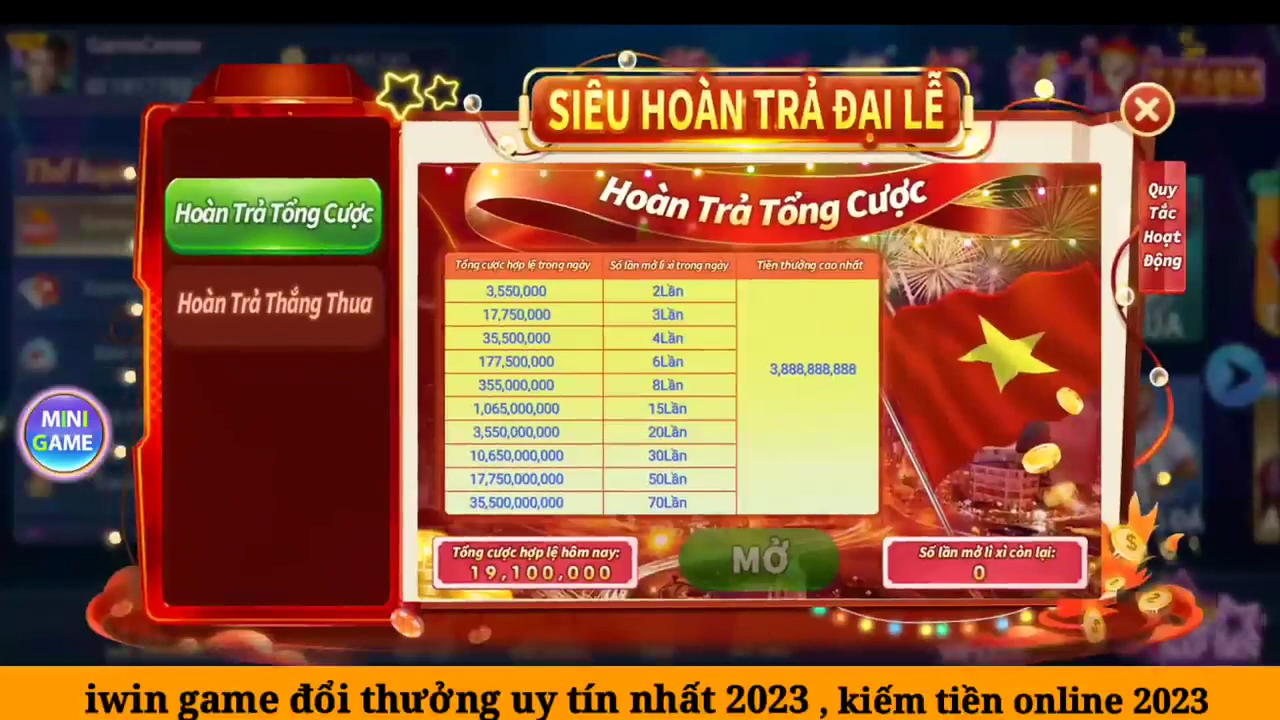 SIÊU HOÀN TRẢ ĐẠI LỄ
Hoàn Trả Tổng Cược
Hoàn Trả Thắng Thua
MINI
GAME
Hoàn Trả Tổng Cược
Quy
Tắc
Hoạt
Động
Tổng cược hợp lệ trong ngày Số lần mở lì xì trong ngày Tiền thưởng cao nhất
3,550,000 2Lần
17,750,000 3Lần
35,500,000 4Lần
177,500,000 6Lần
355,000,000 8Lần
1,065,000,000 15Lần
3,550,000,000 20Lần
10,650,000,000 30Lần
17,750,000,000 50Lần
35,500,000,000 70Lần
3,888,888,888
Tổng cược hợp lệ hôm nay:
19,100,000
MỞ
Số lần mở lì xì còn lại:
0
iwin game đổi thưởng uy tín nhất 2023 , kiếm tiền online 2023